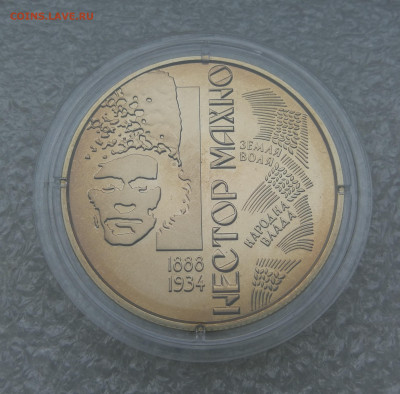 COINS.LAVE.RU
ЗЕМЛЯ
ВОЛЯ
НАРОДНА
ВЛАДА
НЕСТОР МАХНО
1888
1934